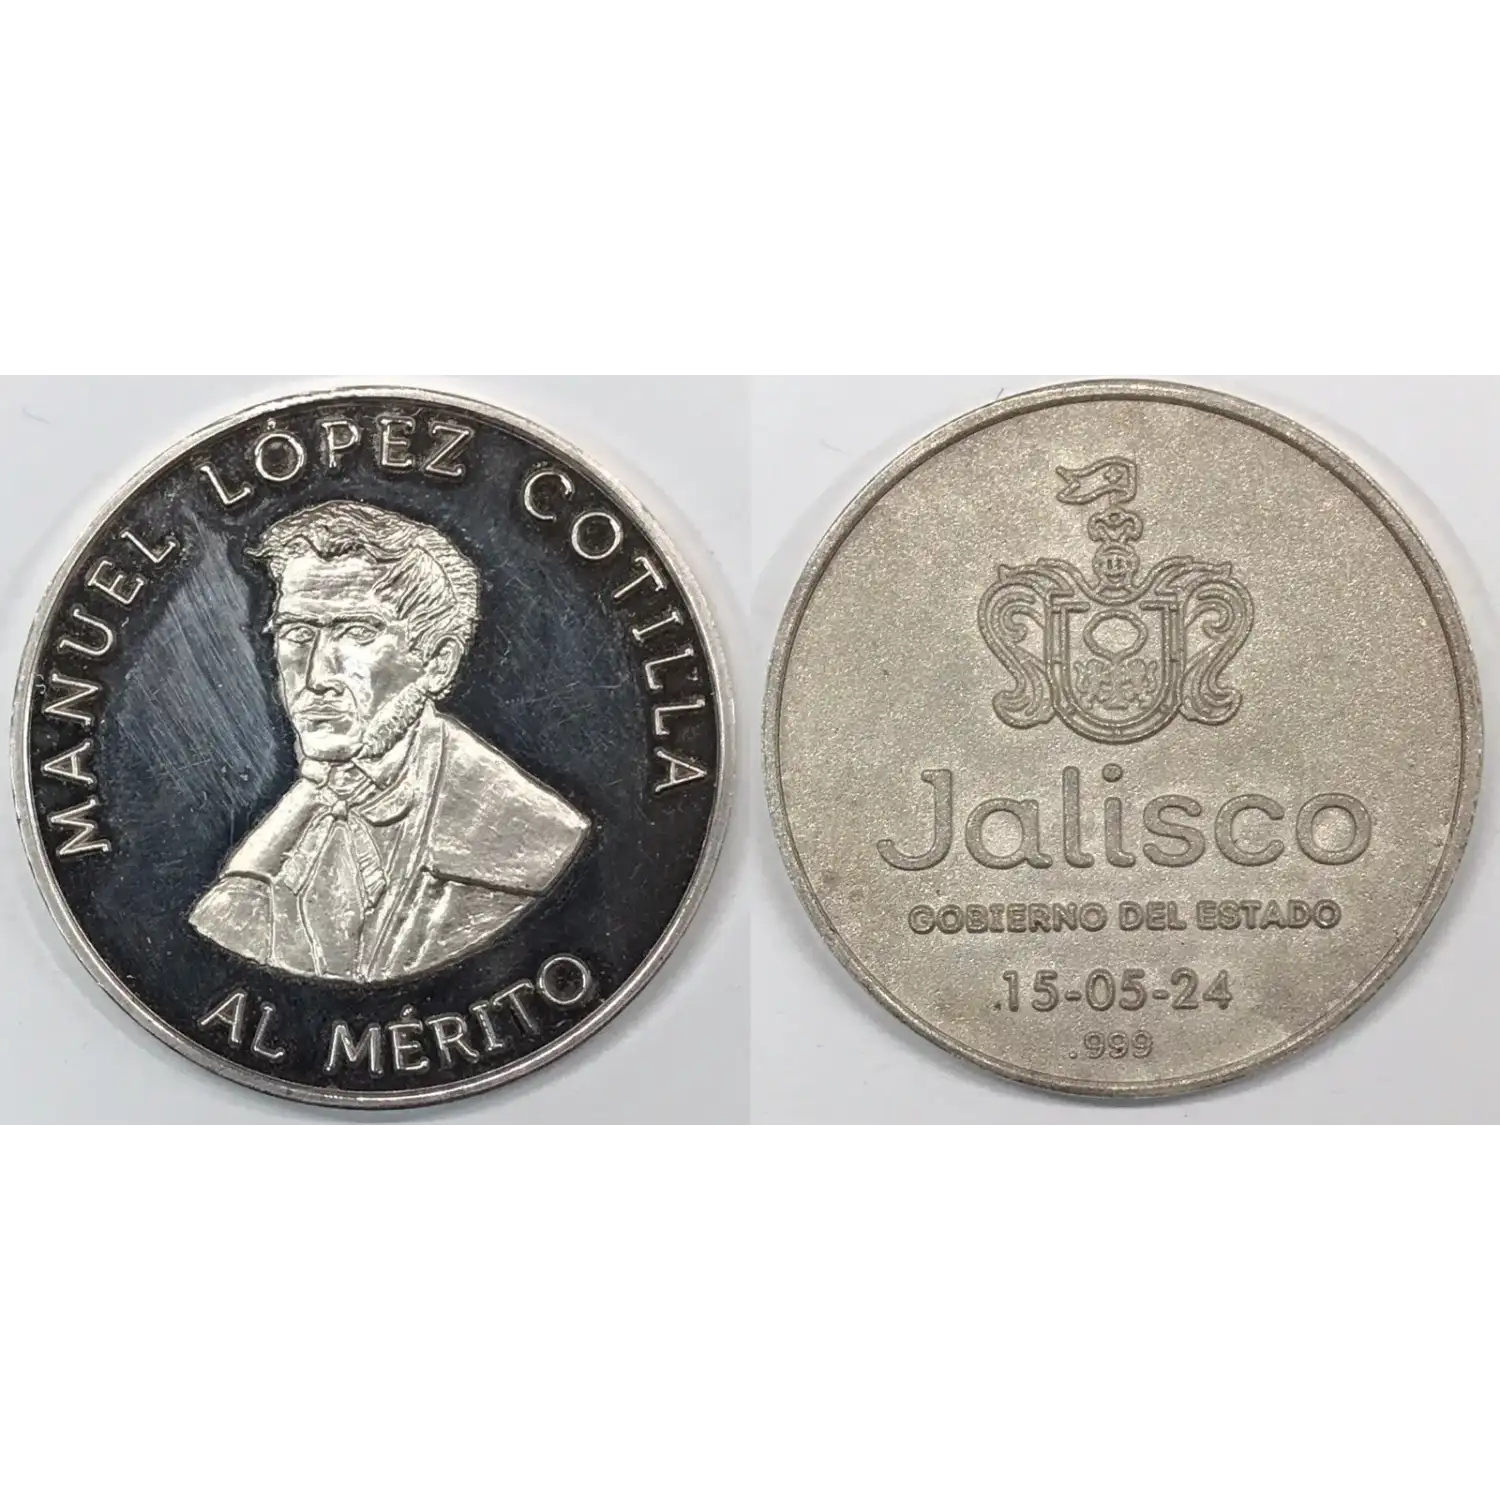 MANUEL LÓPEZ COTILLA
AL MÉRITO
Jalisco
GOBIERNO DEL ESTADO
15-05-24
.999